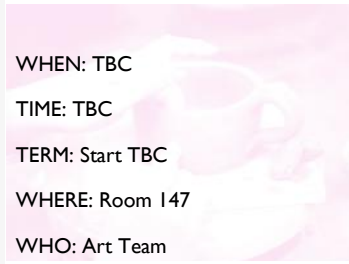 WHEN: TBC
TIME: TBC
TERM: Start TBC
WHERE: Room 147
WHO: Art Team